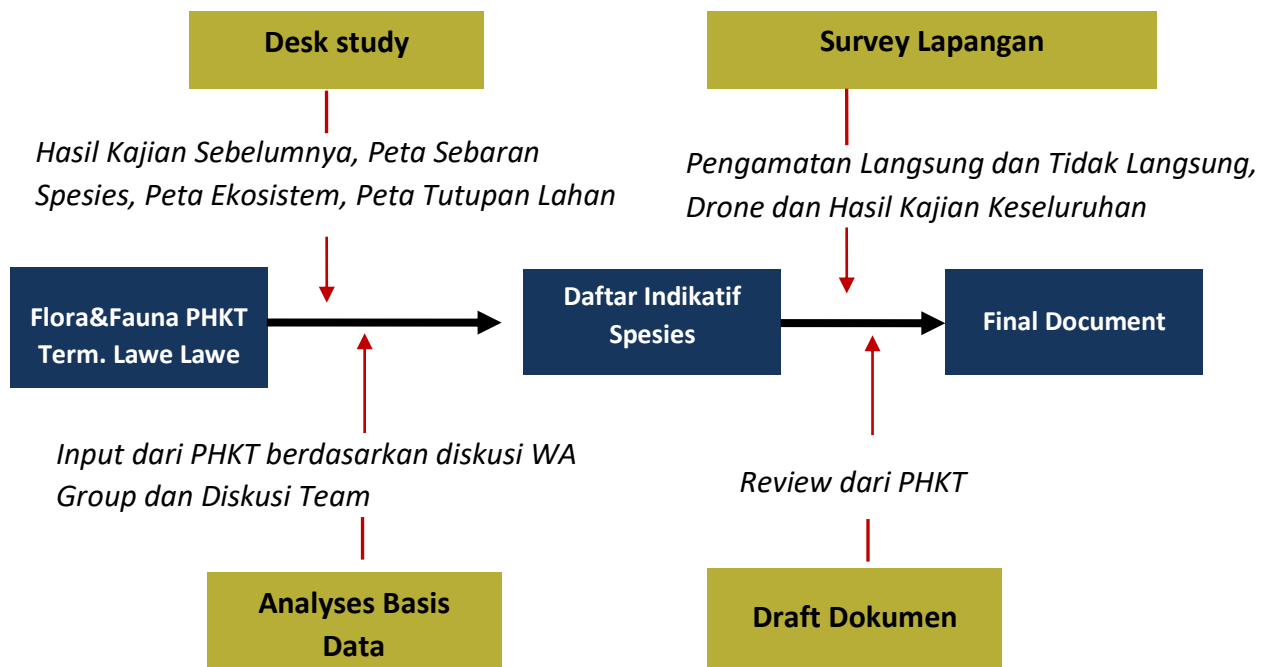 Desk study
Survey Lapangan
Hasil Kajian Sebelumnya, Peta Sebaran
Spesies, Peta Ekosistem, Peta Tutupan Lahan
Pengamatan Langsung dan Tidak Langsung,
Drone dan Hasil Kajian Keseluruhan
Flora&Fauna PHKT
Term. Lawe Lawe
Daftar Indikatif
Spesies
Final Document
Input dari PHKT berdasarkan diskusi WA
Group dan Diskusi Team
Review dari PHKT
Analyses Basis
Data
Draft Dokumen